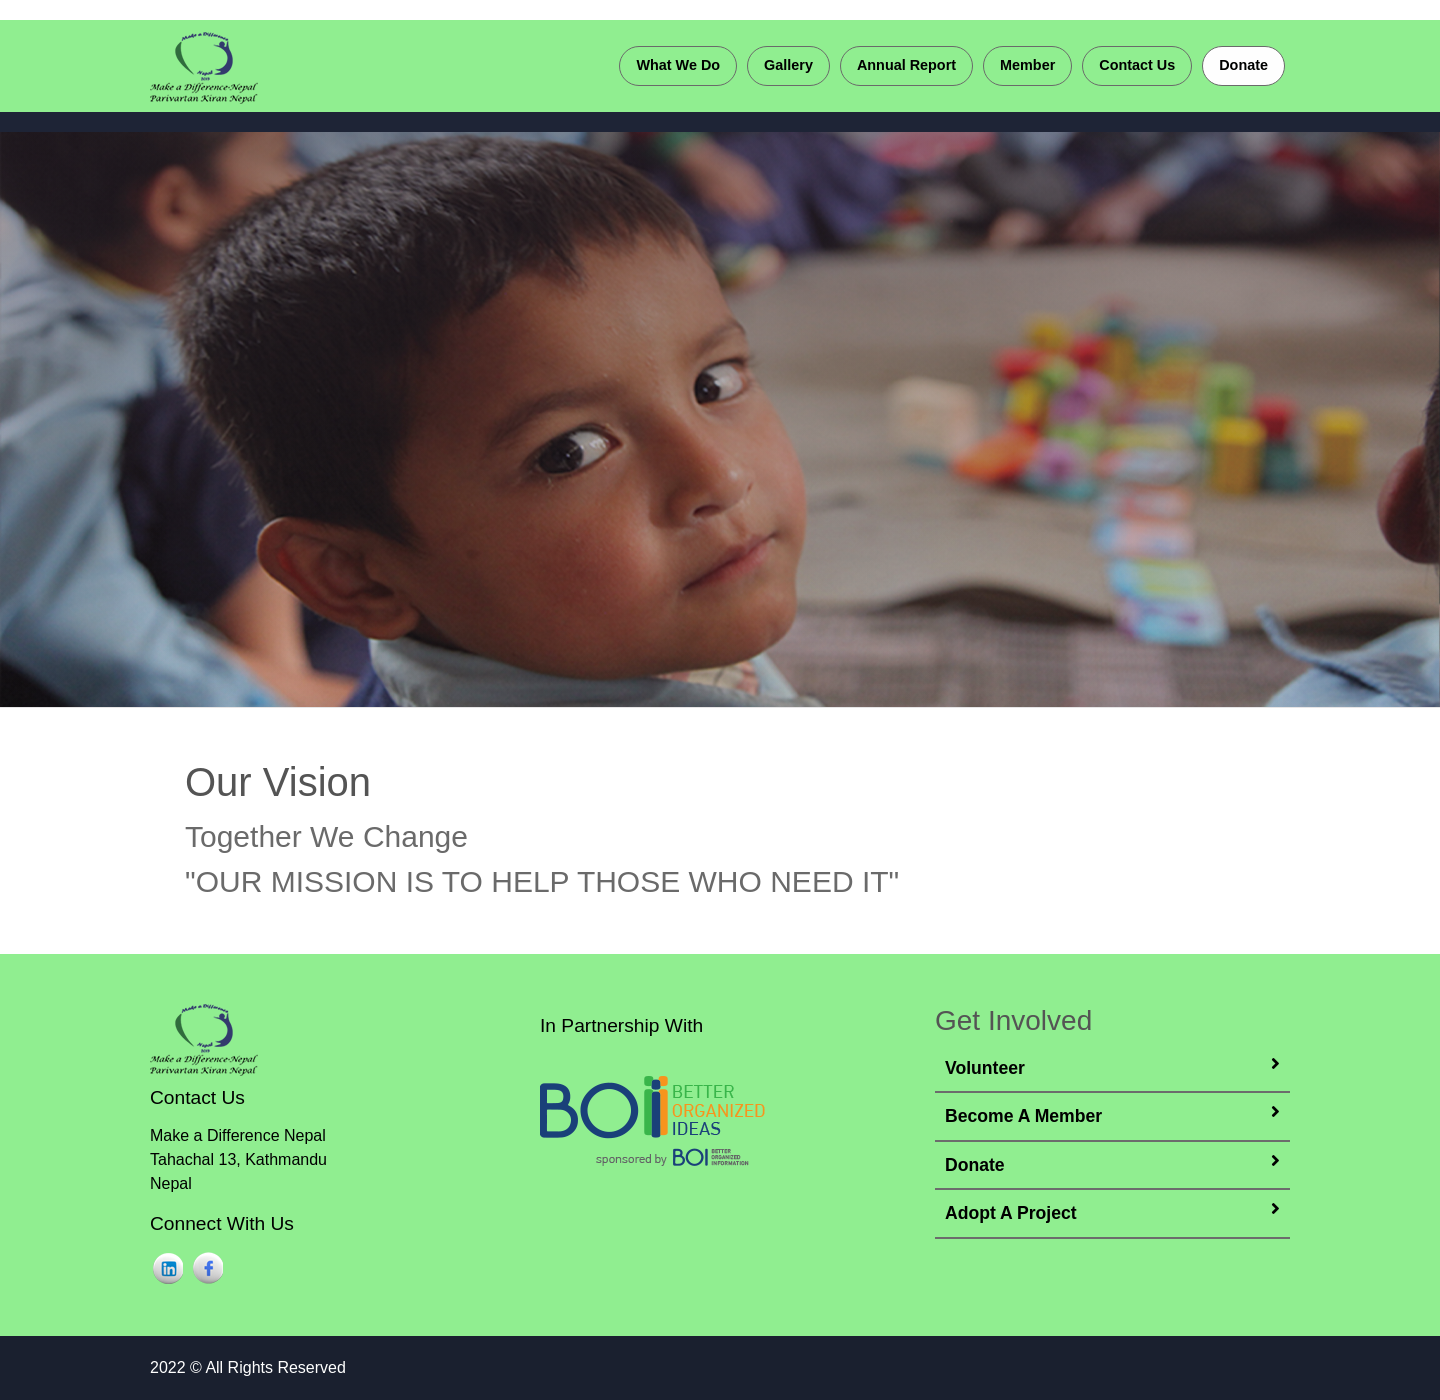 Make a Difference
Nepal
2019
Make a Difference-Nepal
Parivartan Kiran Nepal
What We Do
Gallery
Annual Report
Member
Contact Us
Donate
Our Vision
Together We Change
"OUR MISSION IS TO HELP THOSE WHO NEED IT"
Make a Difference
Nepal
2019
Make a Difference-Nepal
Parivartan Kiran Nepal
Contact Us
Make a Difference Nepal
Tahachal 13, Kathmandu
Nepal
Connect With Us
in
f
In Partnership With
BOi
BETTER
ORGANIZED
IDEAS
sponsored by
BOI
BETTER
ORGANIZED
INFORMATION
Get Involved
Volunteer
Become A Member
Donate
Adopt A Project
2022 © All Rights Reserved